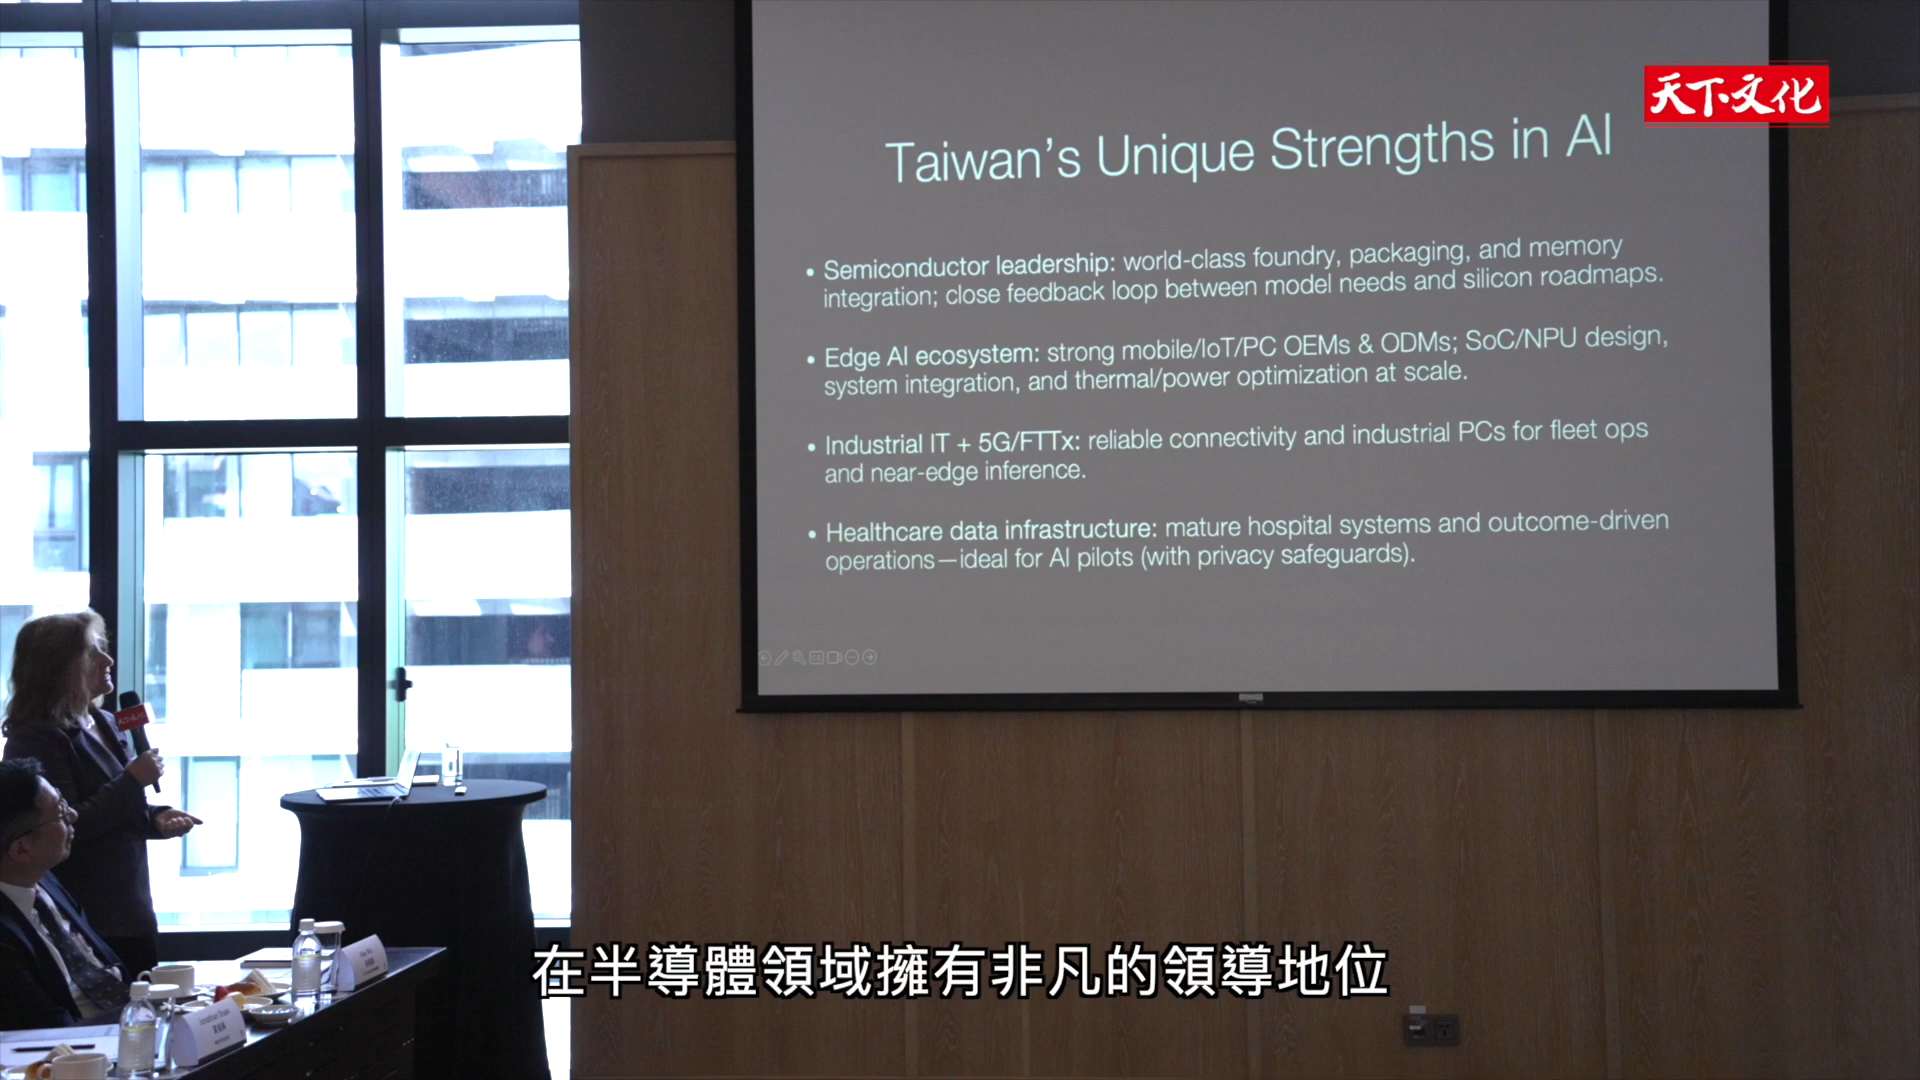 天下文化
Taiwan's Unique Strengths in AI
• Semiconductor leadership: world-class foundry, packaging, and memory
integration; close feedback loop between model needs and silicon roadmaps.
• Edge AI ecosystem: strong mobile/IoT/PC OEMs & ODMs; SoC/NPU design,
system integration, and thermal/power optimization at scale.
• Industrial IT + 5G/FTTx: reliable connectivity and industrial PCs for fleet ops
and near-edge inference.
• Healthcare data infrastructure: mature hospital systems and outcome-driven
operations—ideal for AI pilots (with privacy safeguards).
天下文化
在半導體領域擁有非凡的領導地位